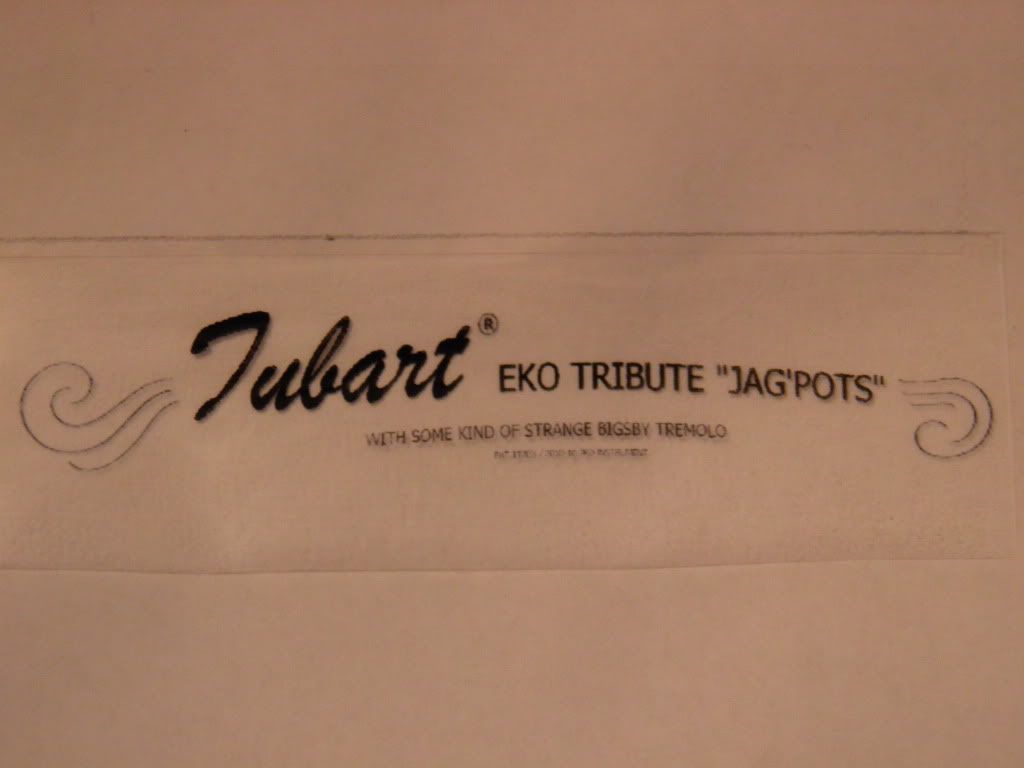 Tubart® EKO TRIBUTE "JAG'POTS"
WITH SOME KIND OF STRANGE BIGSBY TREMOLO